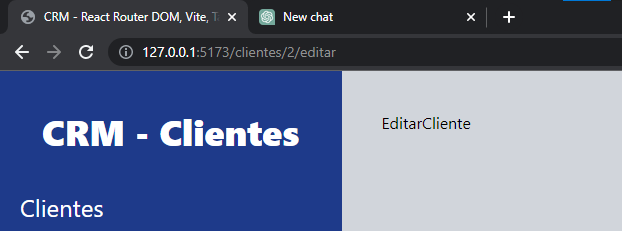 CRM - React Router DOM, Vite, Ta
New chat
127.0.0.1:5173/clientes/2/editar
CRM - Clientes
EditarCliente
Clientes